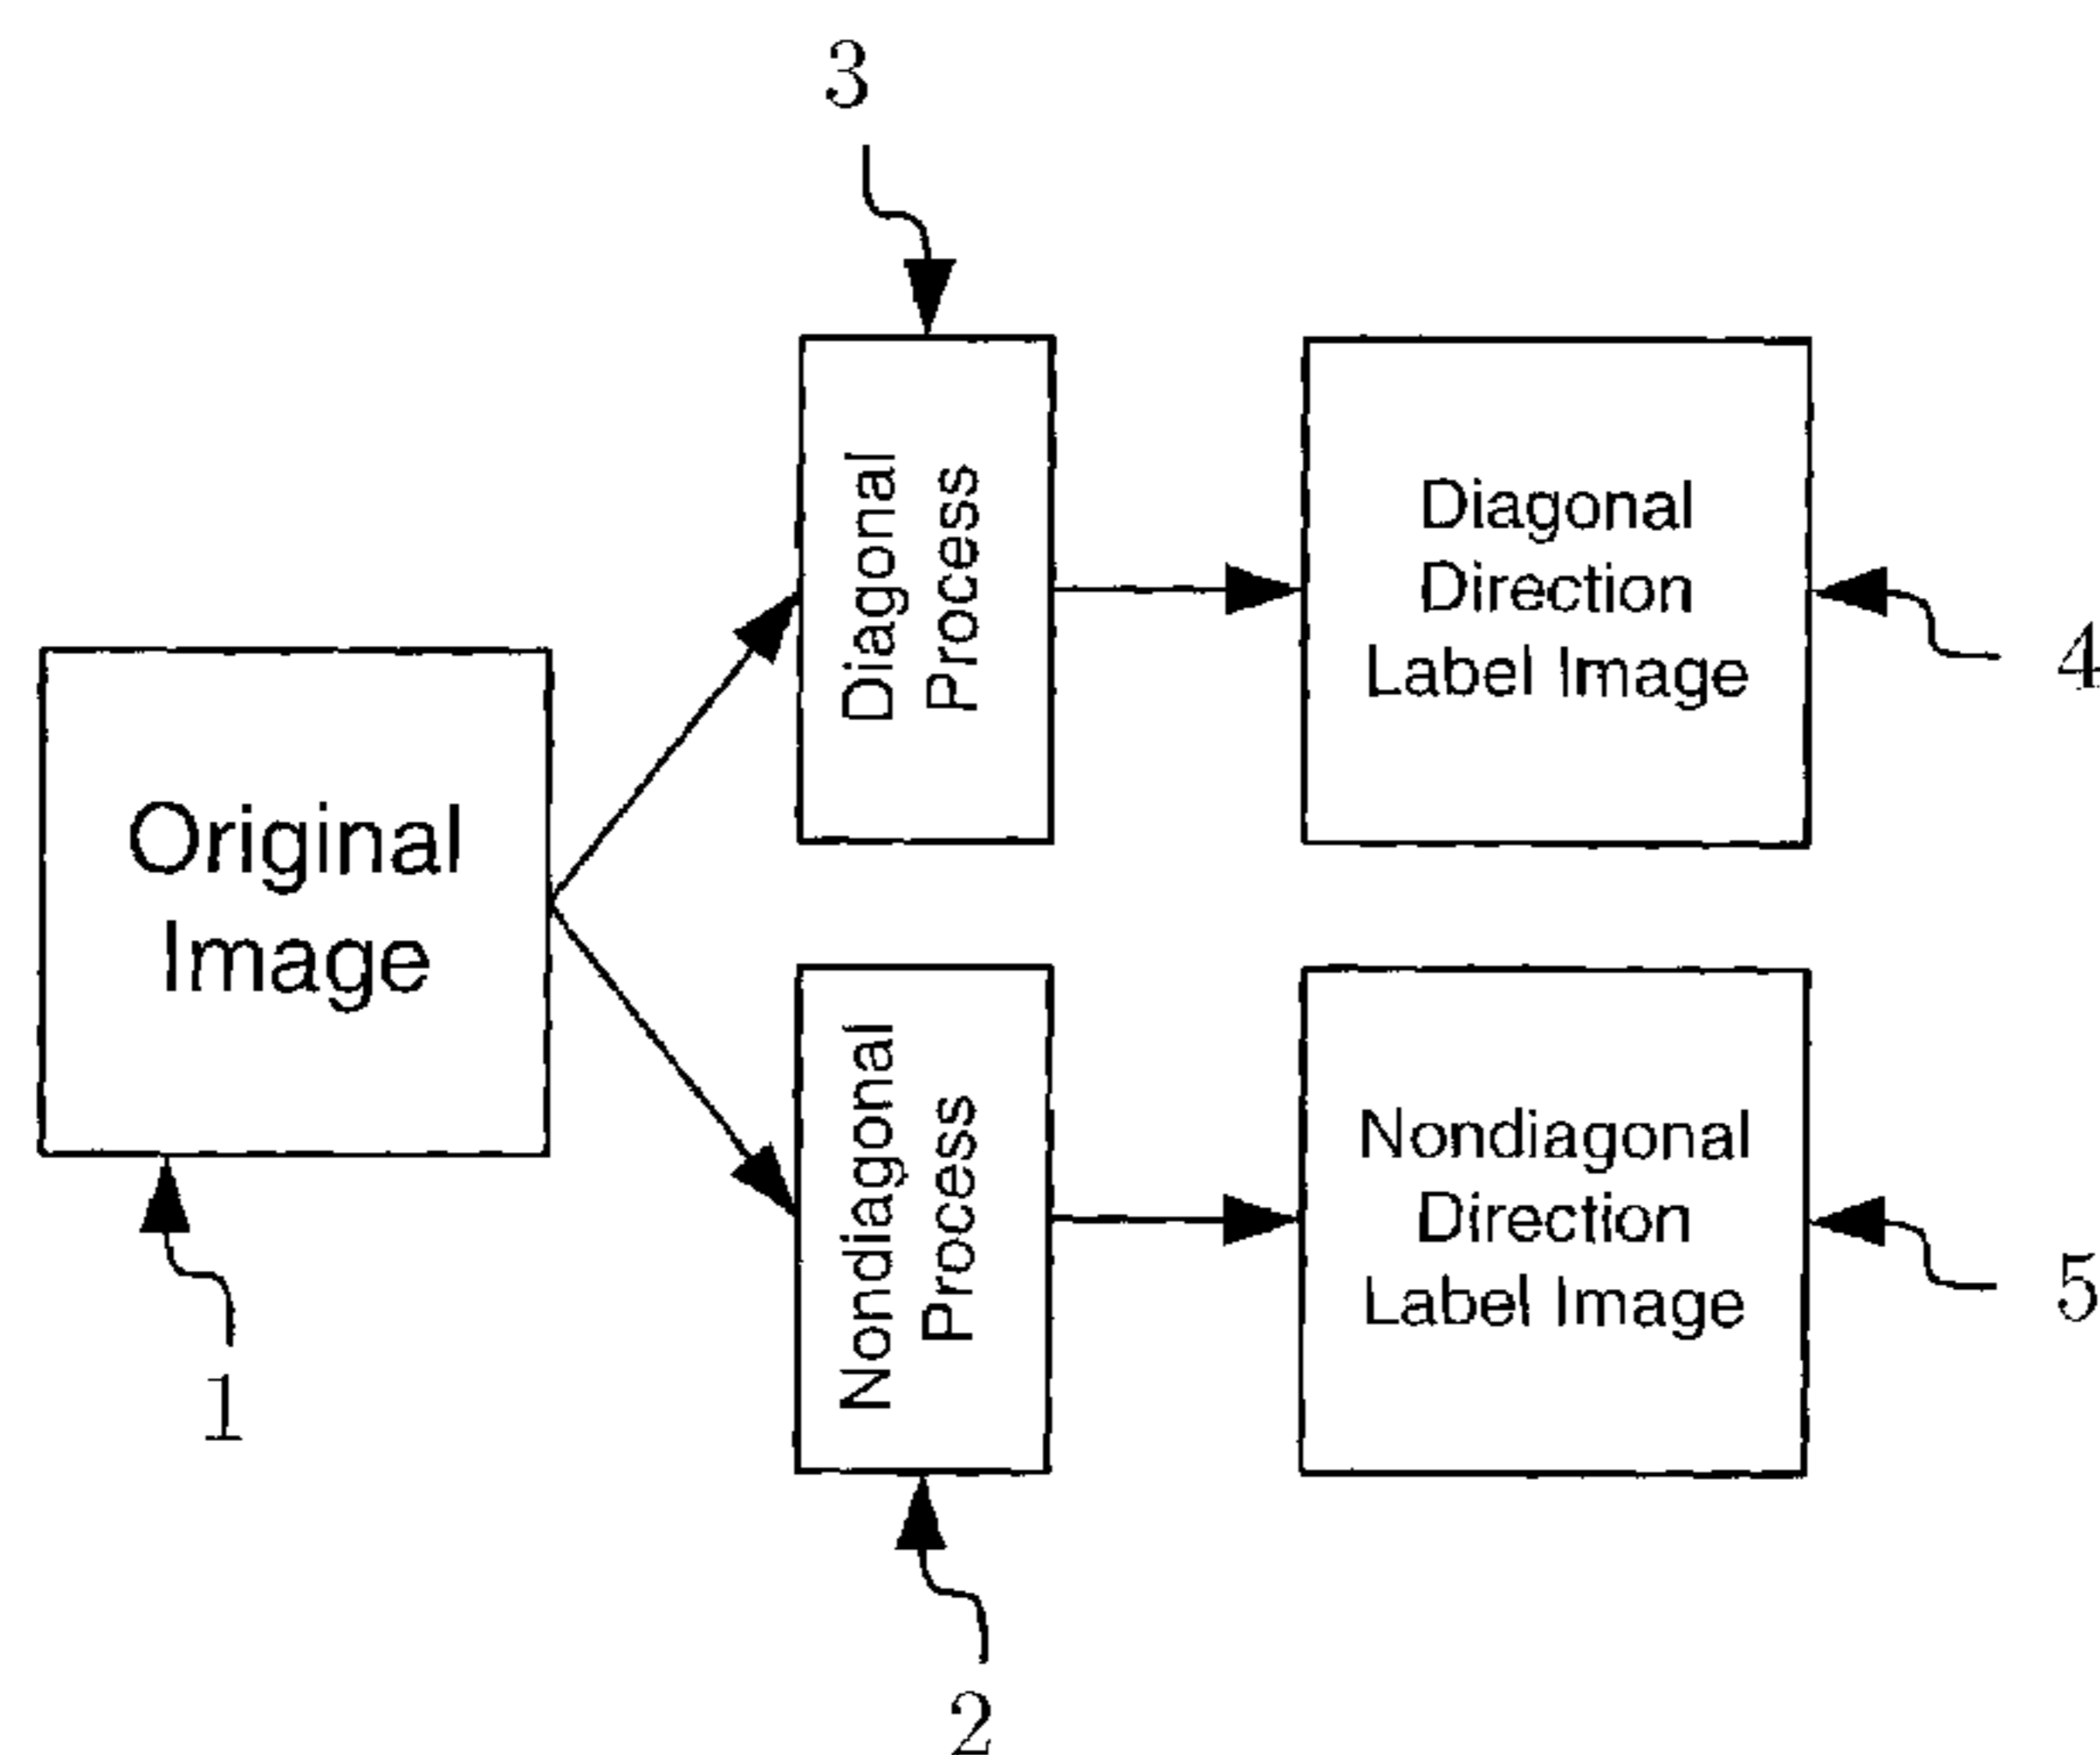 3
Diagonal
Process
Diagonal
Direction
Label Image
4
Original
Image
1
Nondiagonal
Process
Nondiagonal
Direction
Label Image
5
2